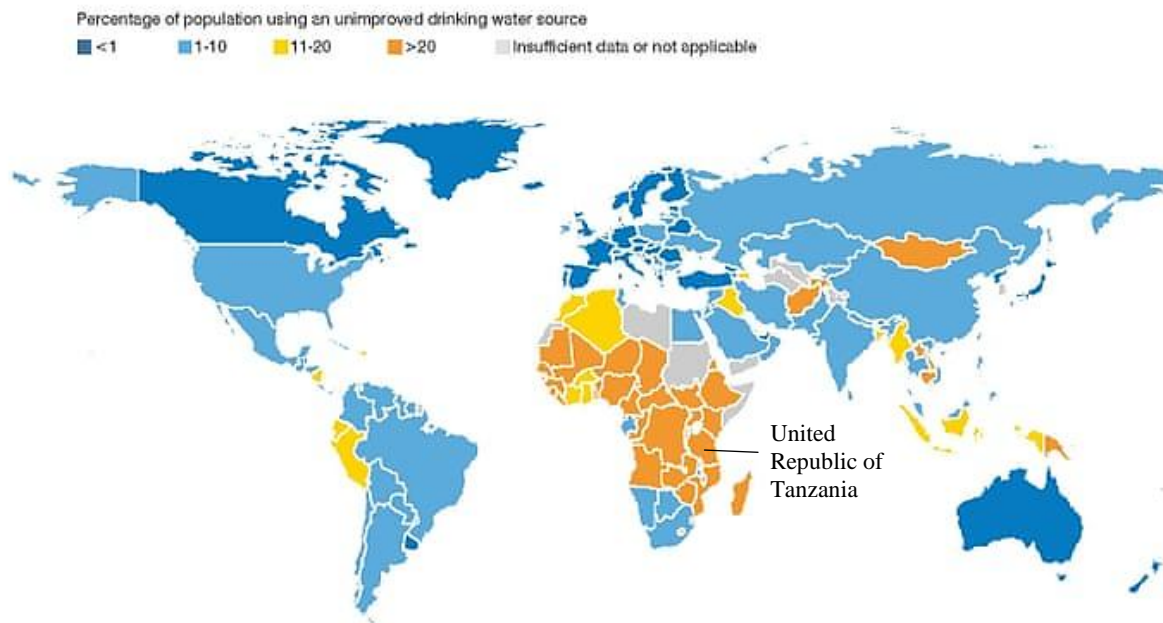 Percentage of population using an unimproved drinking water source
<1 1-10 11-20 >20 Insufficient data or not applicable
United
Republic of
Tanzania